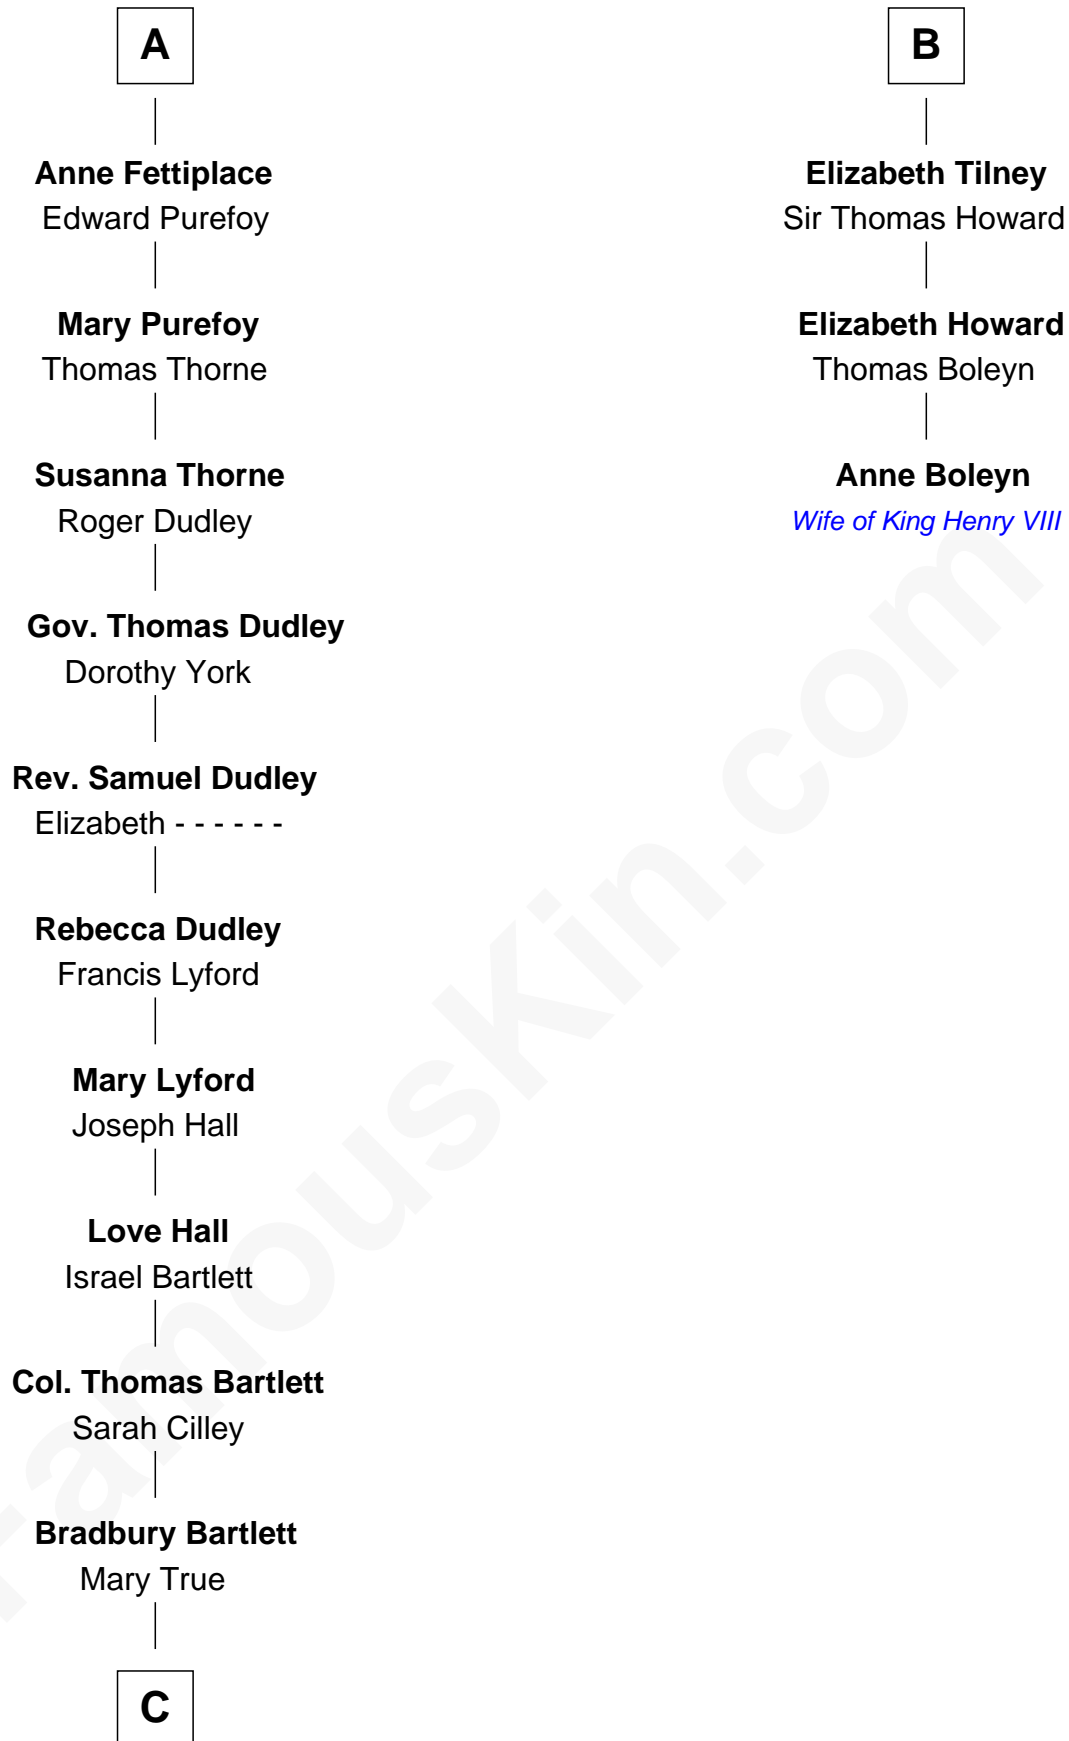 A
Anne Fettiplace
Edward Purefoy
Mary Purefoy
Thomas Thorne
Susanna Thorne
Roger Dudley
Gov. Thomas Dudley
Dorothy York
Rev. Samuel Dudley
Elizabeth - - - - - -
Rebecca Dudley
Francis Lyford
Mary Lyford
Joseph Hall
Love Hall
Israel Bartlett
Col. Thomas Bartlett
Sarah Cilley
Bradbury Bartlett
Mary True
C
B
Elizabeth Tilney
Sir Thomas Howard
Elizabeth Howard
Thomas Boleyn
Anne Boleyn
Wife of King Henry VIII
FamousKin.com